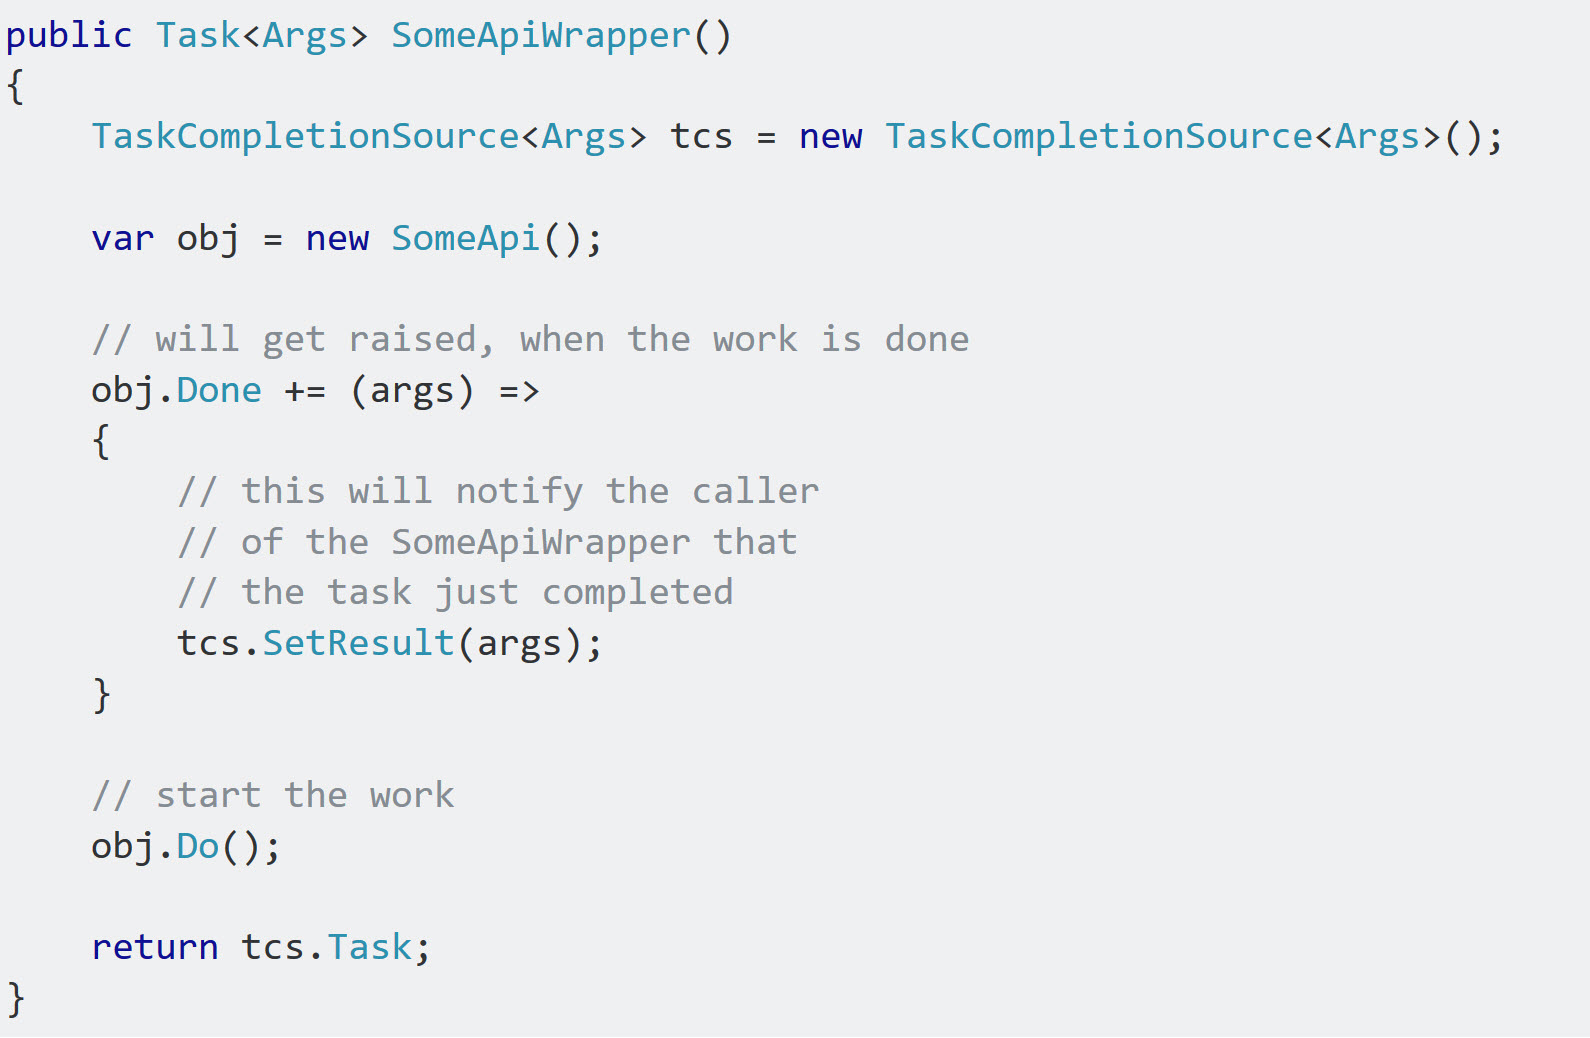 public Task<Args> SomeApiWrapper()
{
    TaskCompletionSource<Args> tcs = new TaskCompletionSource<Args>();

    var obj = new SomeApi();

    // will get raised, when the work is done
    obj.Done += (args) =>
    {
        // this will notify the caller
        // of the SomeApiWrapper that
        // the task just completed
        tcs.SetResult(args);
    }

    // start the work
    obj.Do();

    return tcs.Task;
}